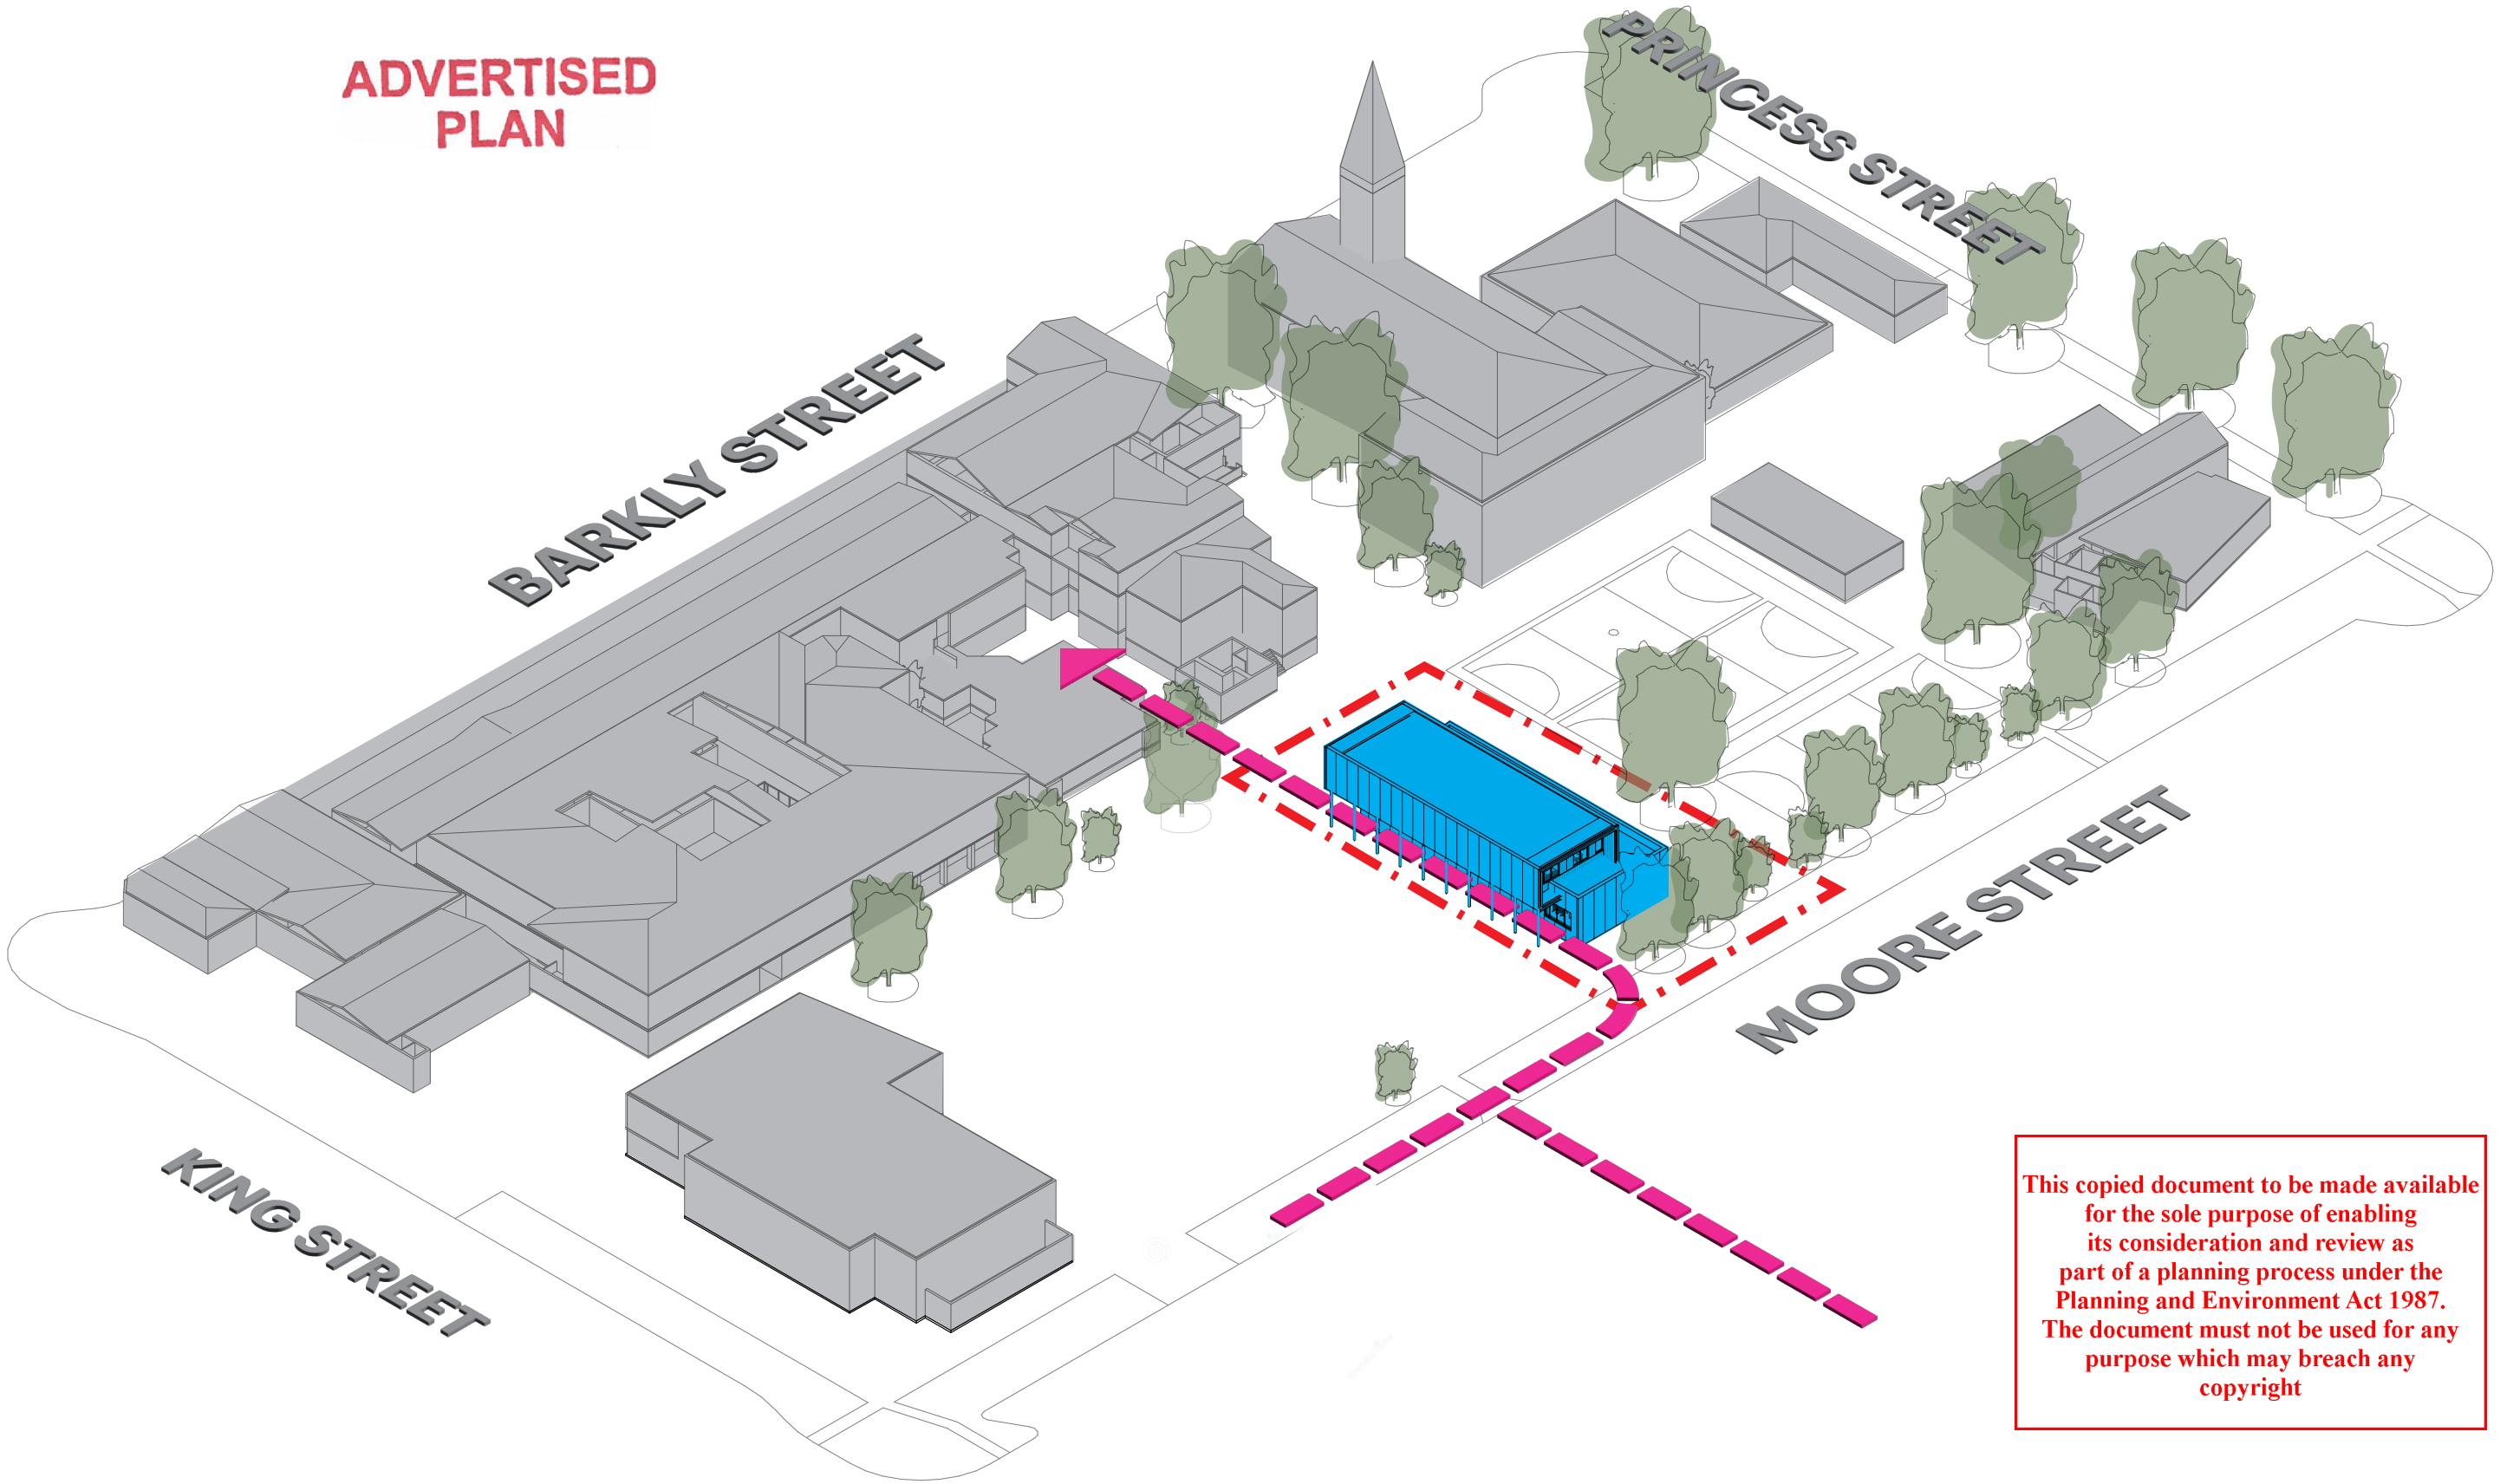 ADVERTISED
PLAN
PRINCESS STREET
BARKLY STREET
MOORE STREET
KING STREET
This copied document to be made available
for the sole purpose of enabling
its consideration and review as
part of a planning process under the
Planning and Environment Act 1987.
The document must not be used for any
purpose which may breach any
copyright